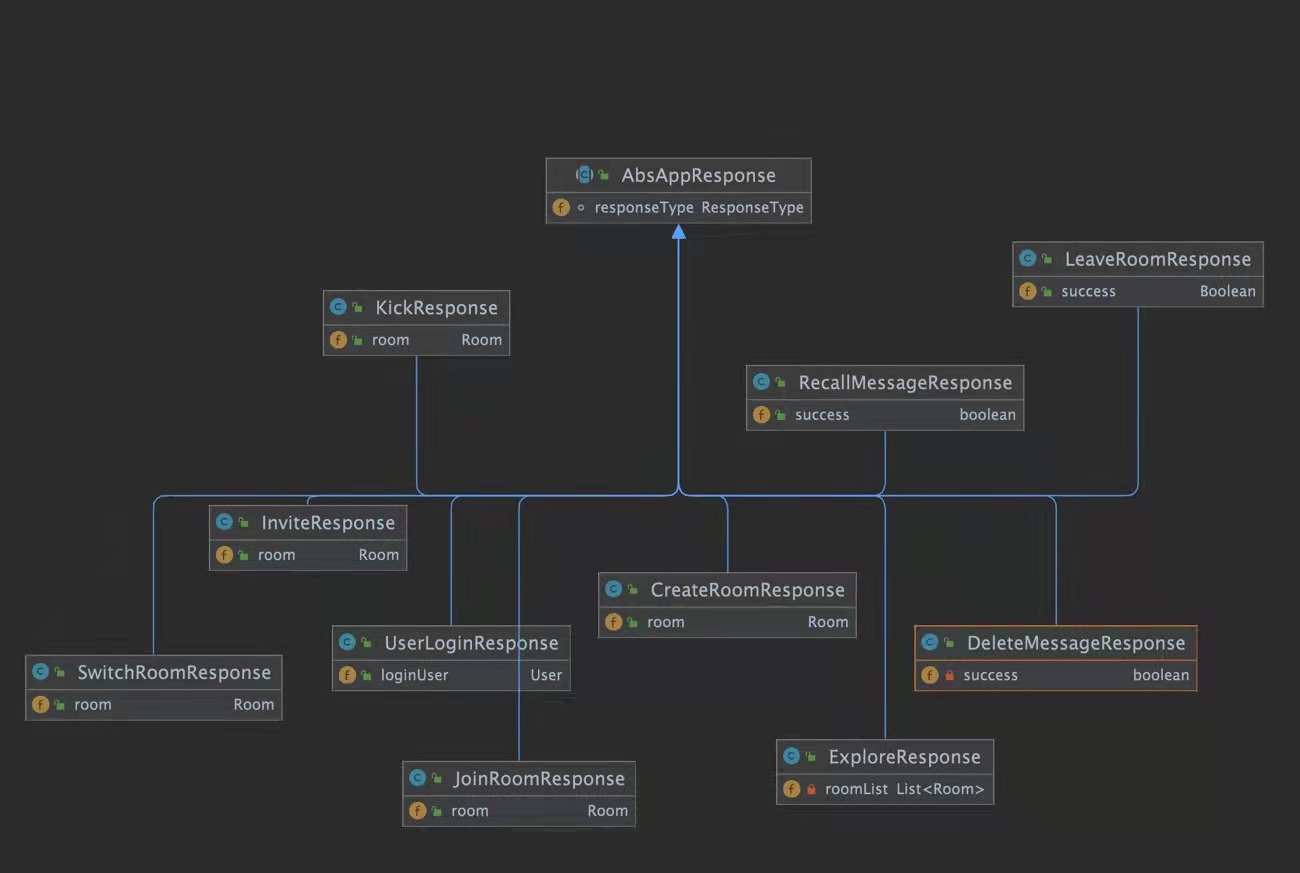 AbsAppResponse
f responseType ResponseType
C LeaveRoomResponse
f success Boolean
C KickResponse
f room Room
C RecallMessageResponse
f success boolean
C InviteResponse
f room Room
C CreateRoomResponse
f room Room
C UserLoginResponse
f loginUser User
C DeleteMessageResponse
f success boolean
C SwitchRoomResponse
f room Room
C ExploreResponse
f roomList List<Room>
C JoinRoomResponse
f room Room